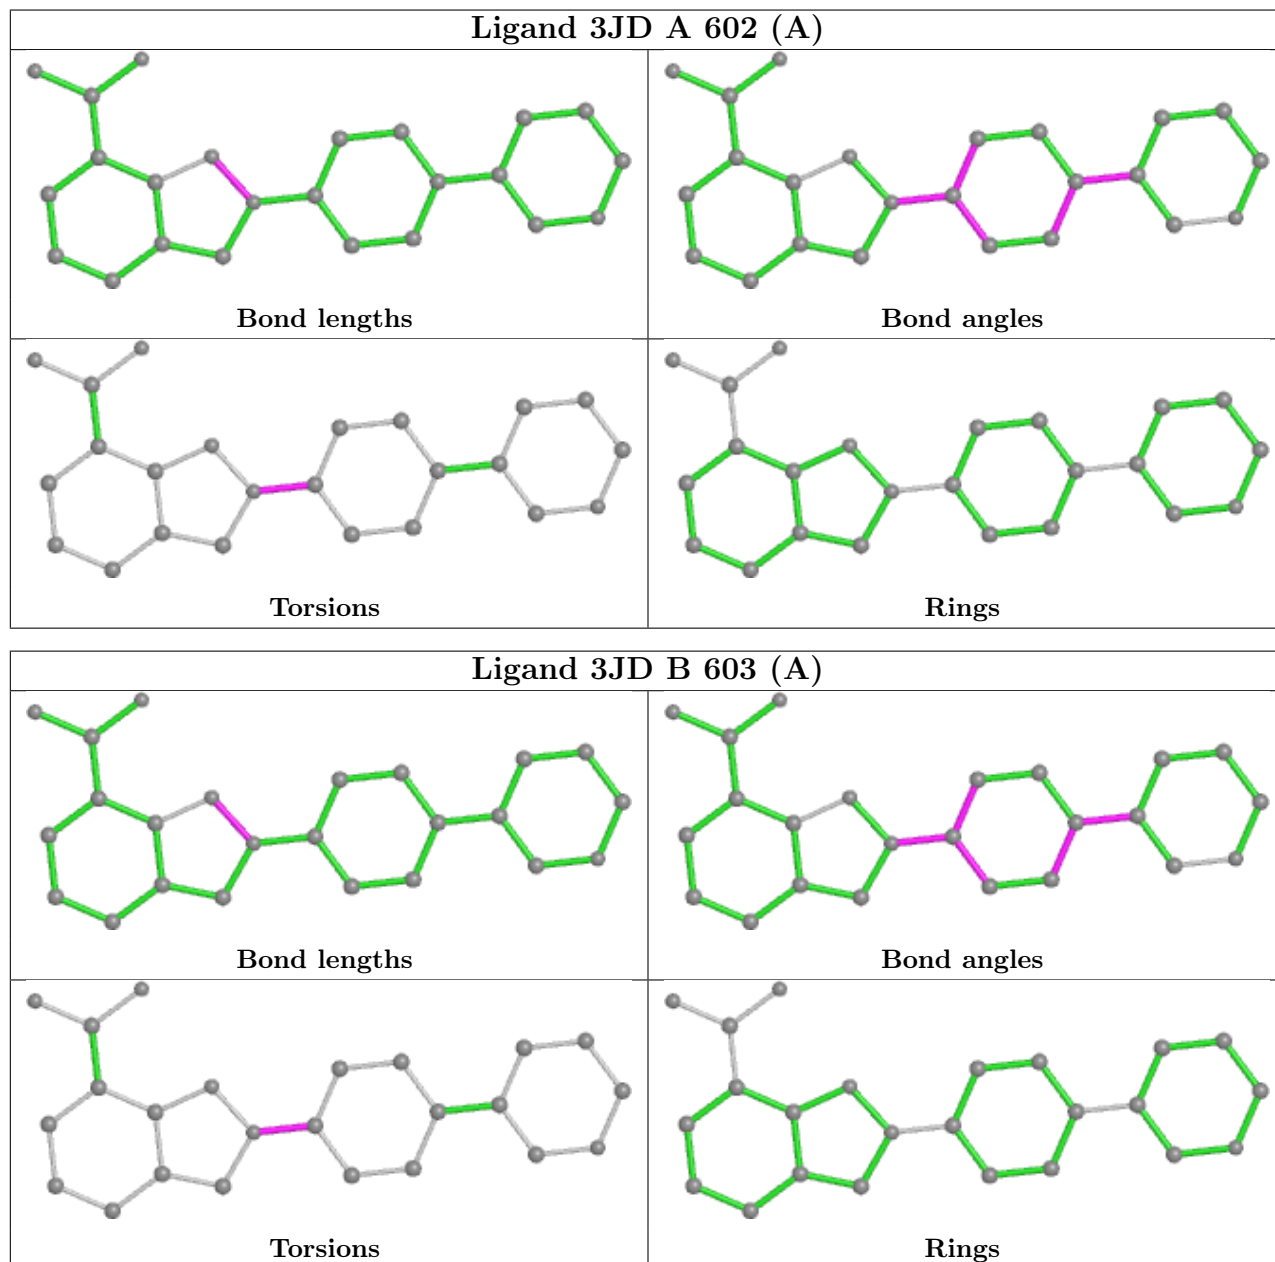 Ligand 3JD A 602 (A)
Bond lengths
Bond angles
Torsions
Rings
Ligand 3JD B 603 (A)
Bond lengths
Bond angles
Torsions
Rings